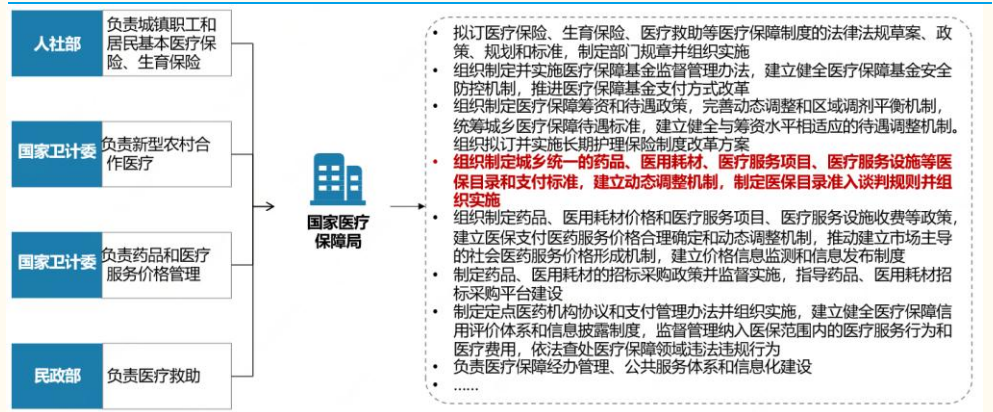 人社部
负责城镇职工和
居民基本医疗保
险、生育保险
国家卫计委
负责新型农村合
作医疗
国家卫计委
负责药品和医疗
服务价格管理
民政部
负责医疗救助
国家医疗
保障局
• 拟订医疗保险、生育保险、医疗救助等医疗保障制度的法律法规草案、政
策、规划和标准，制定部门规章并组织实施
• 组织制定并实施医疗保障基金监督管理办法，建立健全医疗保障基金安全
防控机制，推进医疗保障基金支付方式改革
• 组织制定医疗保障筹资和待遇政策，完善动态调整和区域调剂平衡机制，
统筹城乡医疗保障待遇标准，建立健全与筹资水平相适应的待遇调整机制。
组织拟订并实施长期护理保险制度改革方案
• 组织制定城乡统一的药品、医用耗材、医疗服务项目、医疗服务设施等医
保目录和支付标准，建立动态调整机制，制定医保目录准入谈判规则并组
织实施
• 组织制定药品、医用耗材价格和医疗服务项目、医疗服务设施收费等政策，
建立医保支付医药服务价格合理确定和动态调整机制，推动建立市场主导
的社会医药服务价格形成机制，建立价格信息监测和信息发布制度
• 制定药品、医用耗材的招标采购政策并监督实施，指导药品、医用耗材招
标采购平台建设
• 制定定点医药机构协议和支付管理办法并组织实施，建立健全医疗保障信
用评价体系和信息披露制度，监督管理纳入医保范围内的医疗服务行为和
医疗费用，依法查处医疗保障领域违法违规行为
• 负责医疗保障经办管理、公共服务体系和信息化建设
• ......